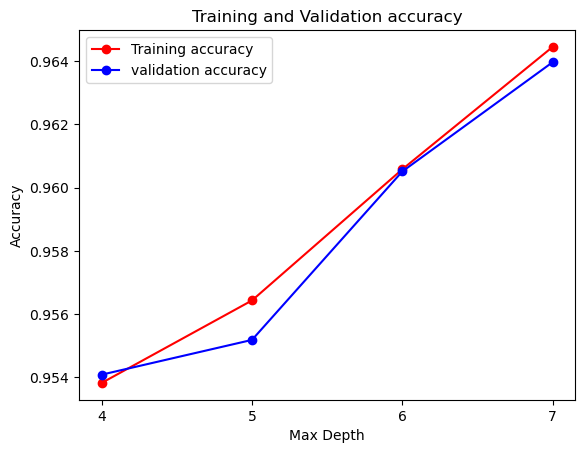 Training and Validation accuracy
Training accuracy
validation accuracy
0.964
0.962
0.960
0.958
0.956
0.954
Accuracy
4 5 6 7
Max Depth